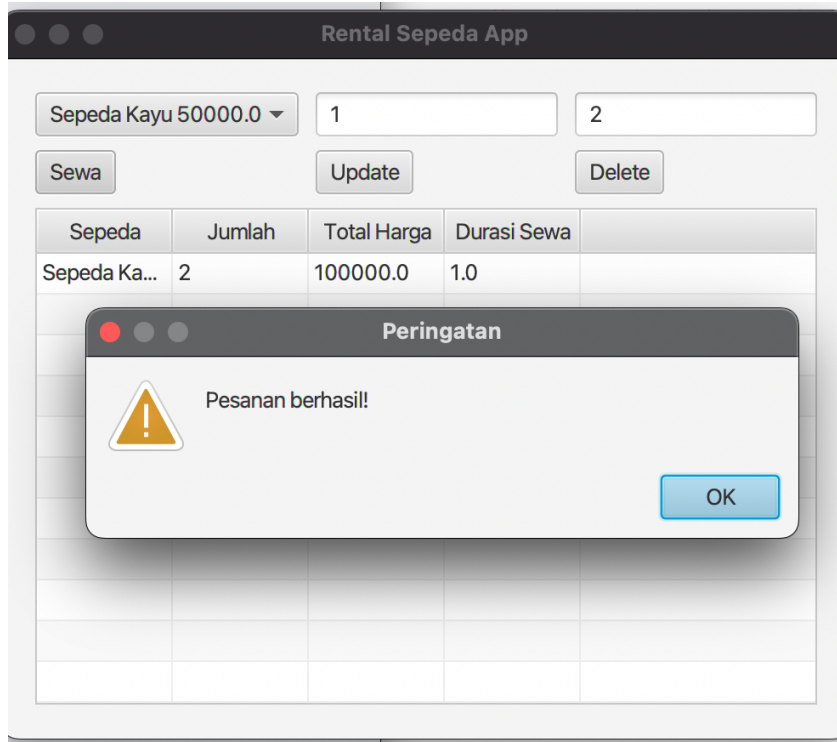 Rental Sepeda App
Sepeda Kayu 50000.0 1 2
Sewa Update Delete
Sepeda Jumlah Total Harga Durasi Sewa
Sepeda Ka... 2 100000.0 1.0
Peringatan
Pesanan berhasil!
OK